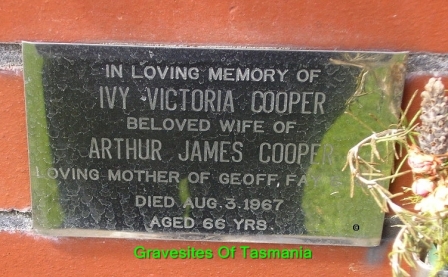 IN LOVING MEMORY OF
IVY VICTORIA COOPER
BELOVED WIFE OF
ARTHUR JAMES COOPER
LOVING MOTHER OF GEOFF,
DIED AUG. 3. 1967
AGED 66 YRS.
Gravesites Of Tasmania